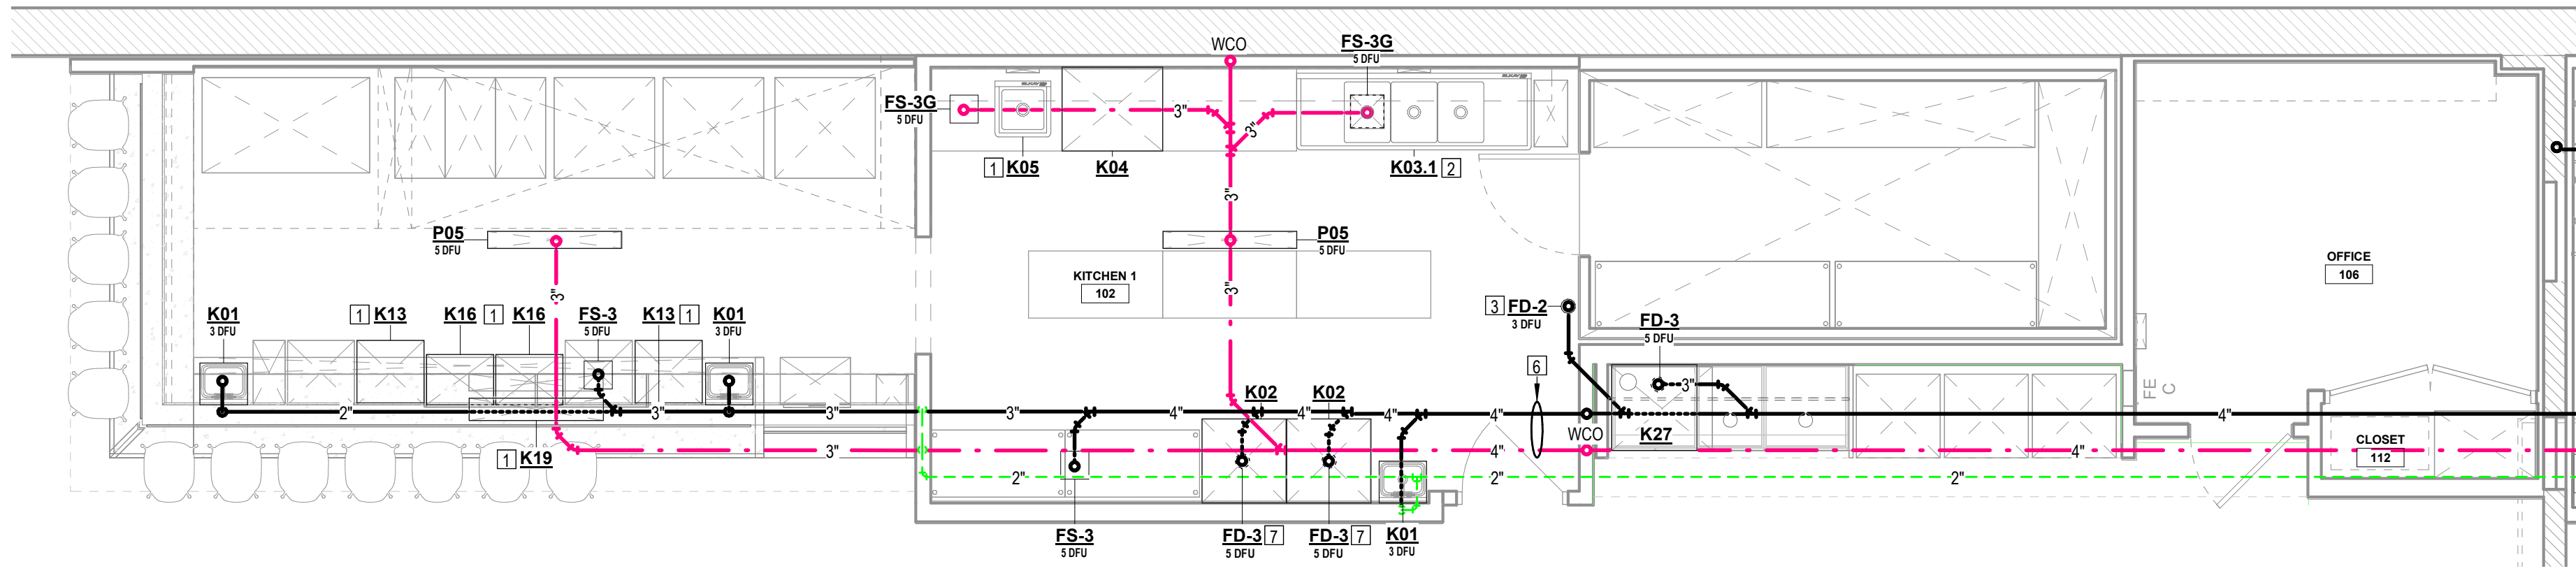 WCO
FS-3G
5 DFU
FS-3G
5 DFU
3"
3"
1 K05
K04
K03.1 2
3"
P05
5 DFU
P05
5 DFU
OFFICE
106
KITCHEN 1
102
3"
3"
K01
3 DFU
1 K13
K16 1 K16
FS-3
5 DFU
K13 1
K01
3 DFU
3 FD-2
3 DFU
FD-3
5 DFU
6
3"
FE
C
K02
K02
2"
3"
3"
3"
4"
4"
4"
4"
4"
WCO
K27
1 K19
3"
4"
4"
CLOSET
112
2"
2"
2"
FS-3
5 DFU
FD-3 7
5 DFU
FD-3 7
5 DFU
K01
3 DFU